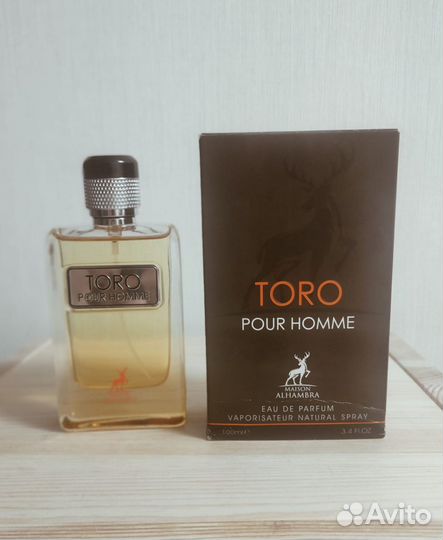 TORO
POUR HOMME
TORO
POUR HOMME
MAISON
ALHAMBRA
EAU DE PARFUM
VAPORISATEUR NATURAL SPRAY
100ml℮ 3.4 FL.OZ
Avito